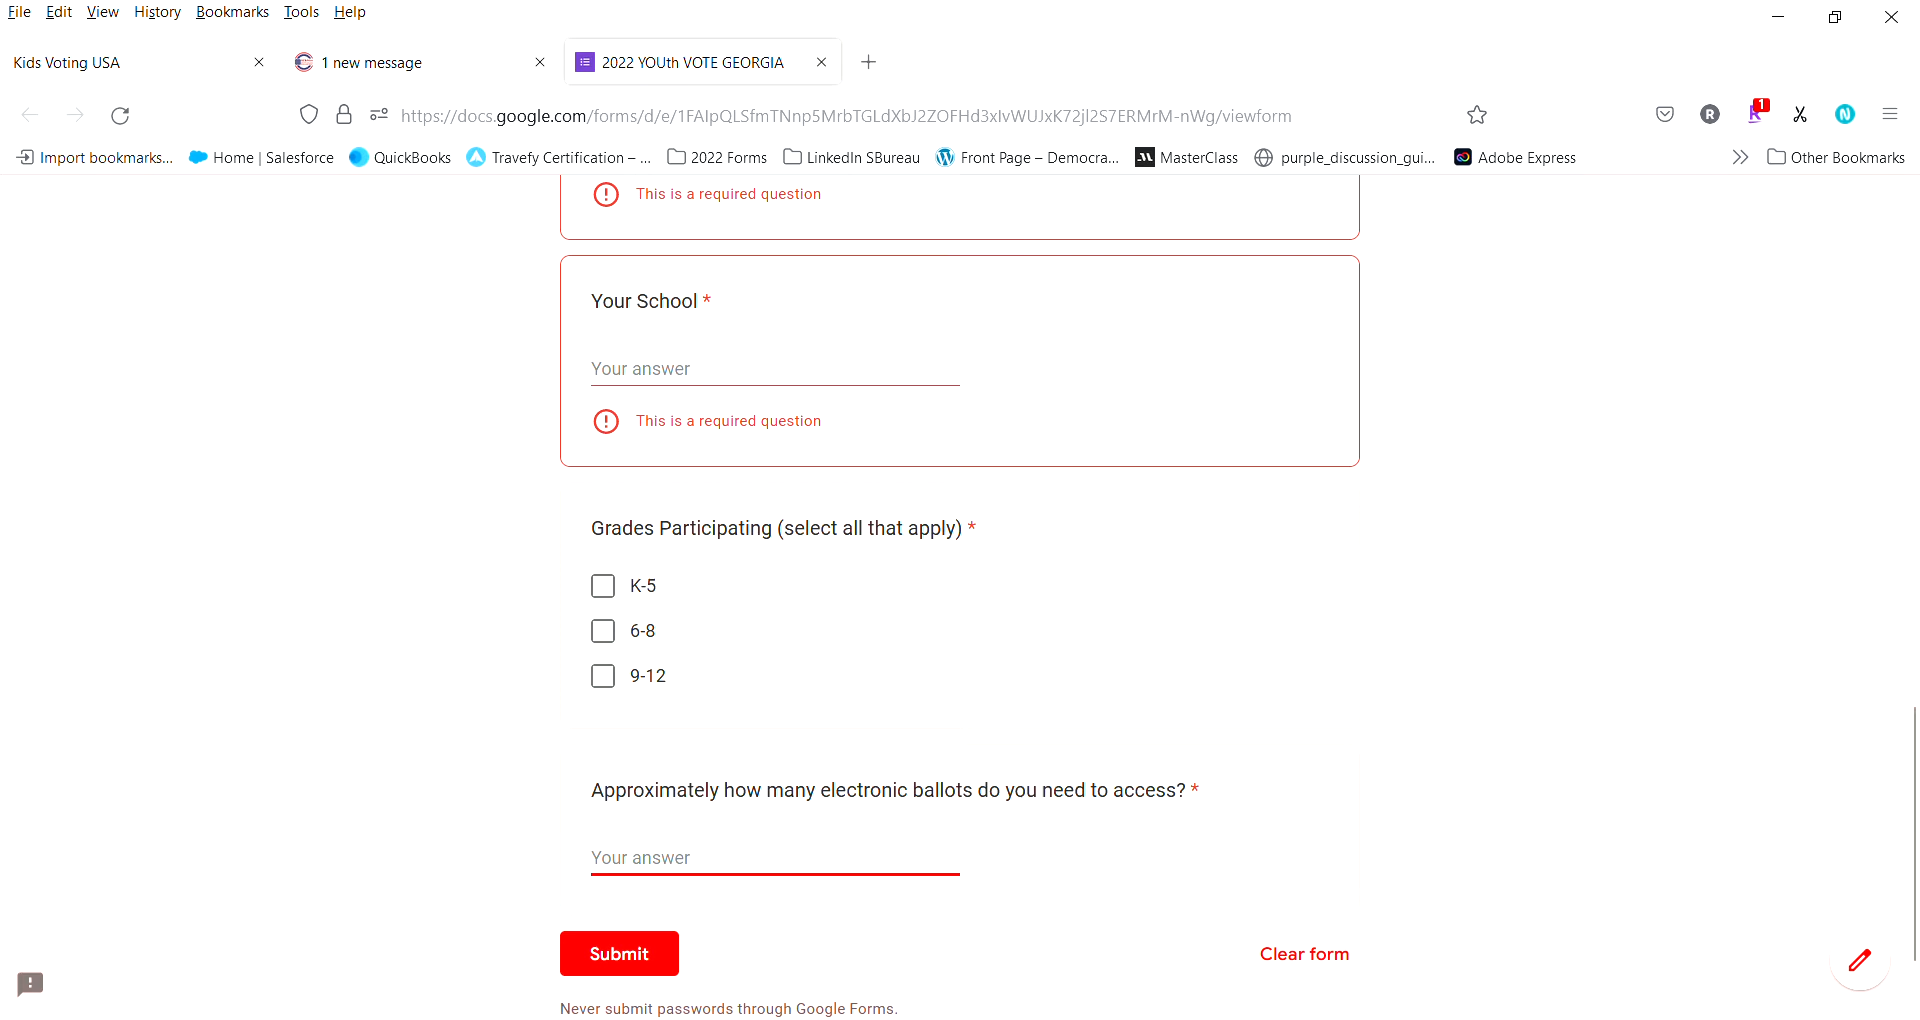 File Edit View History Bookmarks Tools Help
Kids Voting USA
1 new message
2022 YOUth VOTE GEORGIA
https://docs.google.com/forms/d/e/1FAIpQLSfmTNnp5MrbTGLdXbJ2ZOFHd3xIvWUJxK72jl2S7ERMrM-nWg/viewform
R
1
N
Import bookmarks... Home | Salesforce QuickBooks Travefy Certification – ... 2022 Forms LinkedIn SBureau Front Page – Democra... MasterClass purple_discussion_gui... Adobe Express Other Bookmarks
This is a required question
Your School *
Your answer
This is a required question
Grades Participating (select all that apply) *
K-5
6-8
9-12
Approximately how many electronic ballots do you need to access? *
Your answer
Submit
Clear form
Never submit passwords through Google Forms.